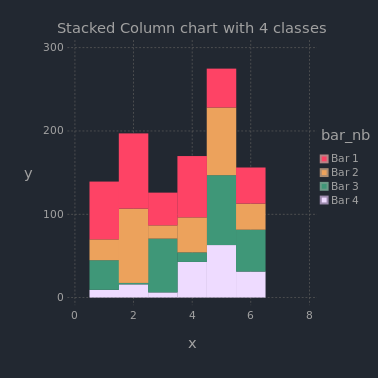 Stacked Column chart with 4 classes
300
200
100
0
y
0
2
4
6
8
x
bar_nb
Bar 1
Bar 2
Bar 3
Bar 4